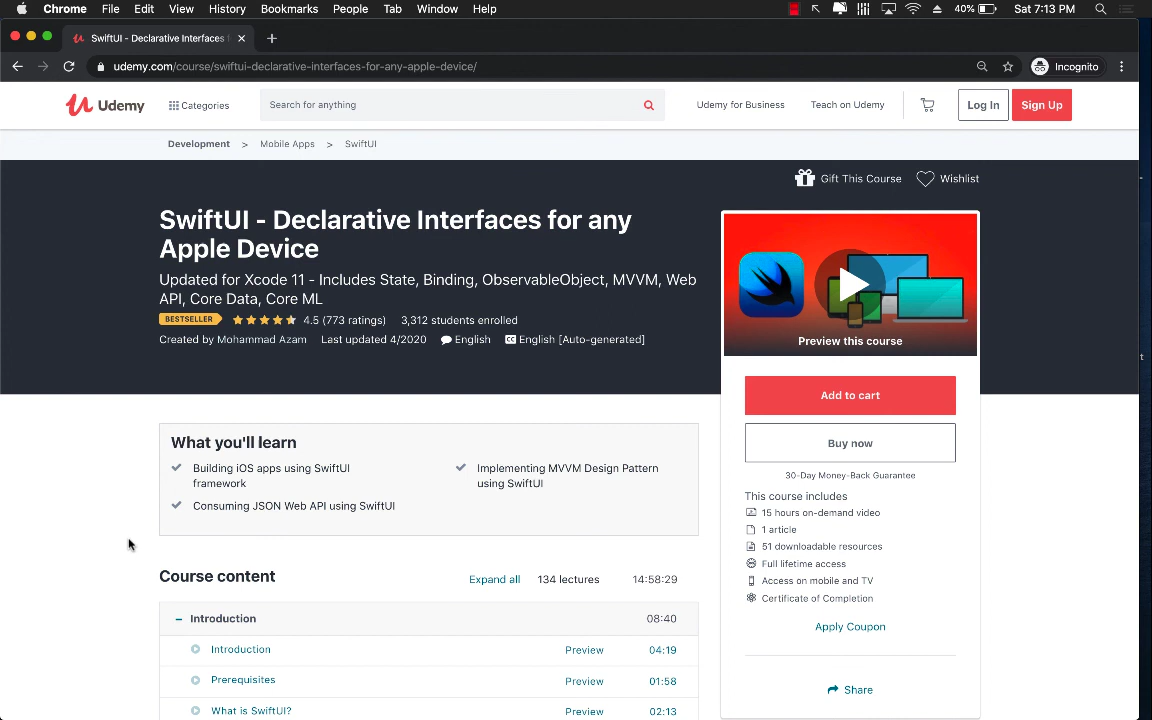 Chrome File Edit View History Bookmarks People Tab Window Help 40% Sat 7:13 PM
SwiftUI - Declarative Interfaces
udemy.com/course/swiftui-declarative-interfaces-for-any-apple-device/ Incognito
Udemy Categories Search for anything Udemy for Business Teach on Udemy Log In Sign Up
Development > Mobile Apps > SwiftUI
Gift This Course Wishlist
SwiftUI - Declarative Interfaces for any
Apple Device
Updated for Xcode 11 - Includes State, Binding, ObservableObject, MVVM, Web
API, Core Data, Core ML
BESTSELLER 4.5 (773 ratings) 3,312 students enrolled
Created by Mohammad Azam Last updated 4/2020 English CC English [Auto-generated]
Preview this course
Add to cart
Buy now
30-Day Money-Back Guarantee
This course includes
15 hours on-demand video
1 article
51 downloadable resources
Full lifetime access
Access on mobile and TV
Certificate of Completion
Apply Coupon
Share
What you'll learn
Building iOS apps using SwiftUI
framework
Consuming JSON Web API using SwiftUI
Implementing MVVM Design Pattern
using SwiftUI
Course content Expand all 134 lectures 14:58:29
Introduction 08:40
Introduction Preview 04:19
Prerequisites Preview 01:58
What is SwiftUI? Preview 02:13